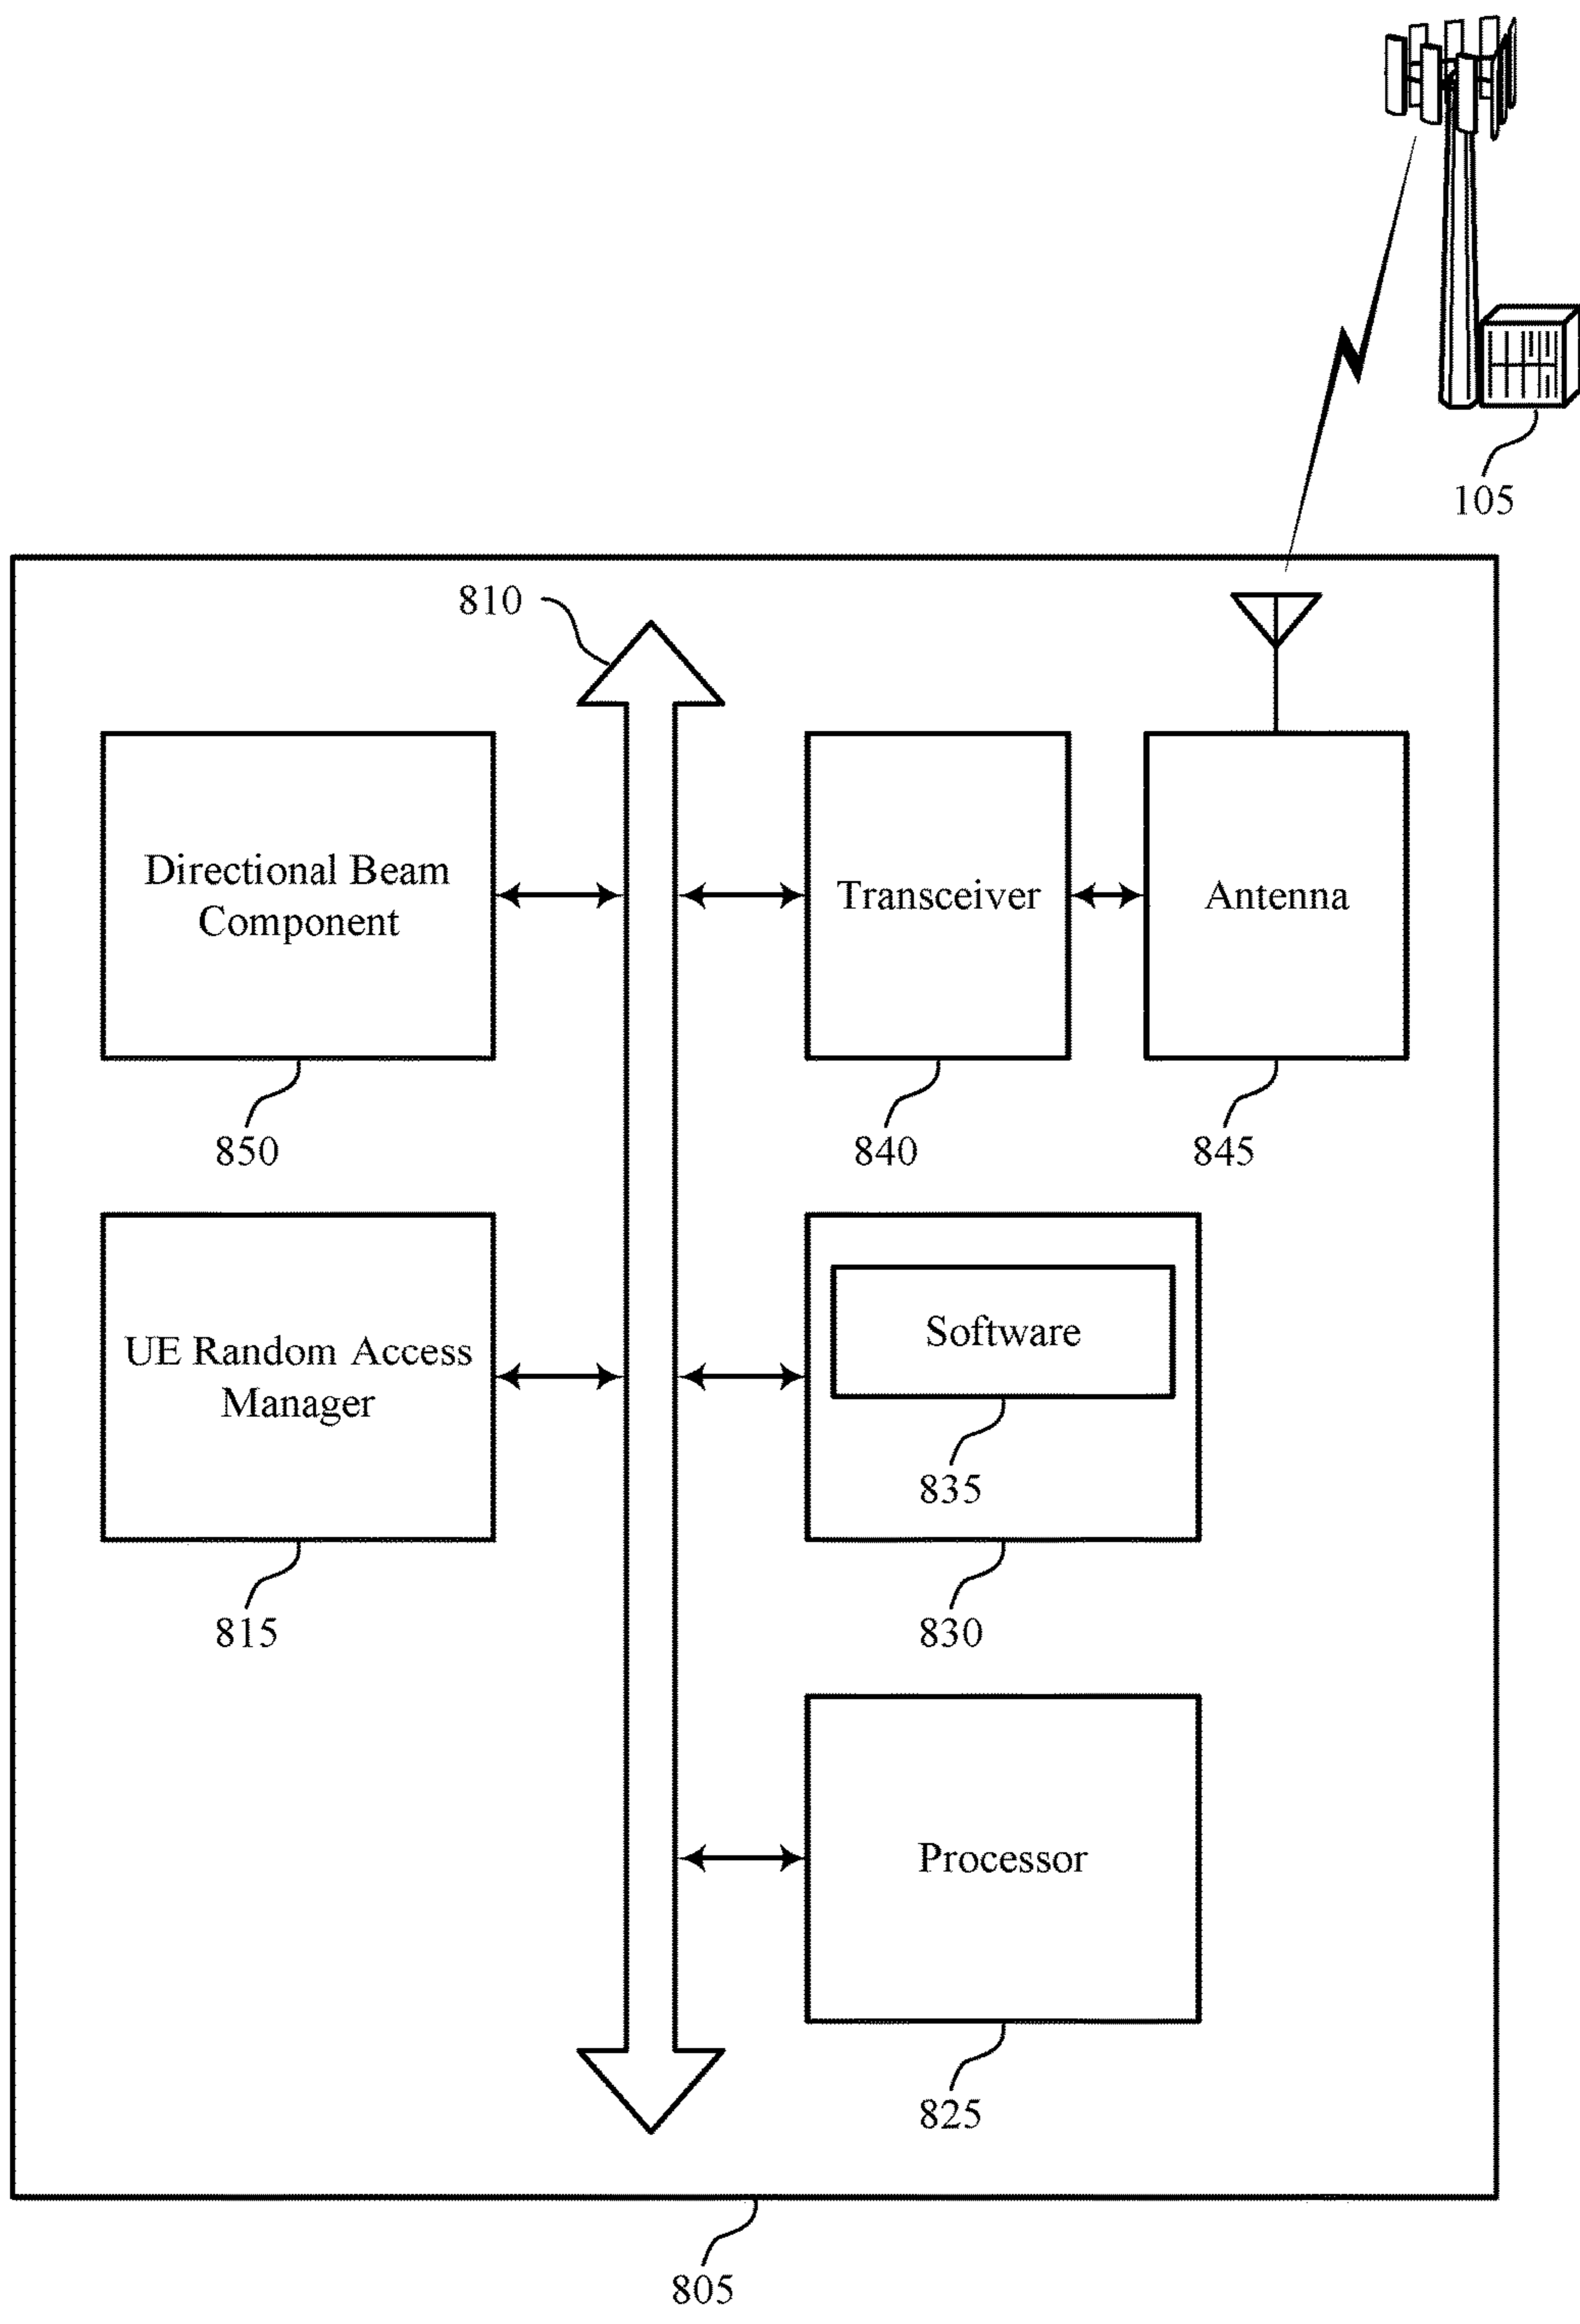 105
810
Directional Beam
Component
Transceiver
Antenna
850
840
845
UE Random Access
Manager
Software
835
815
830
Processor
825
805